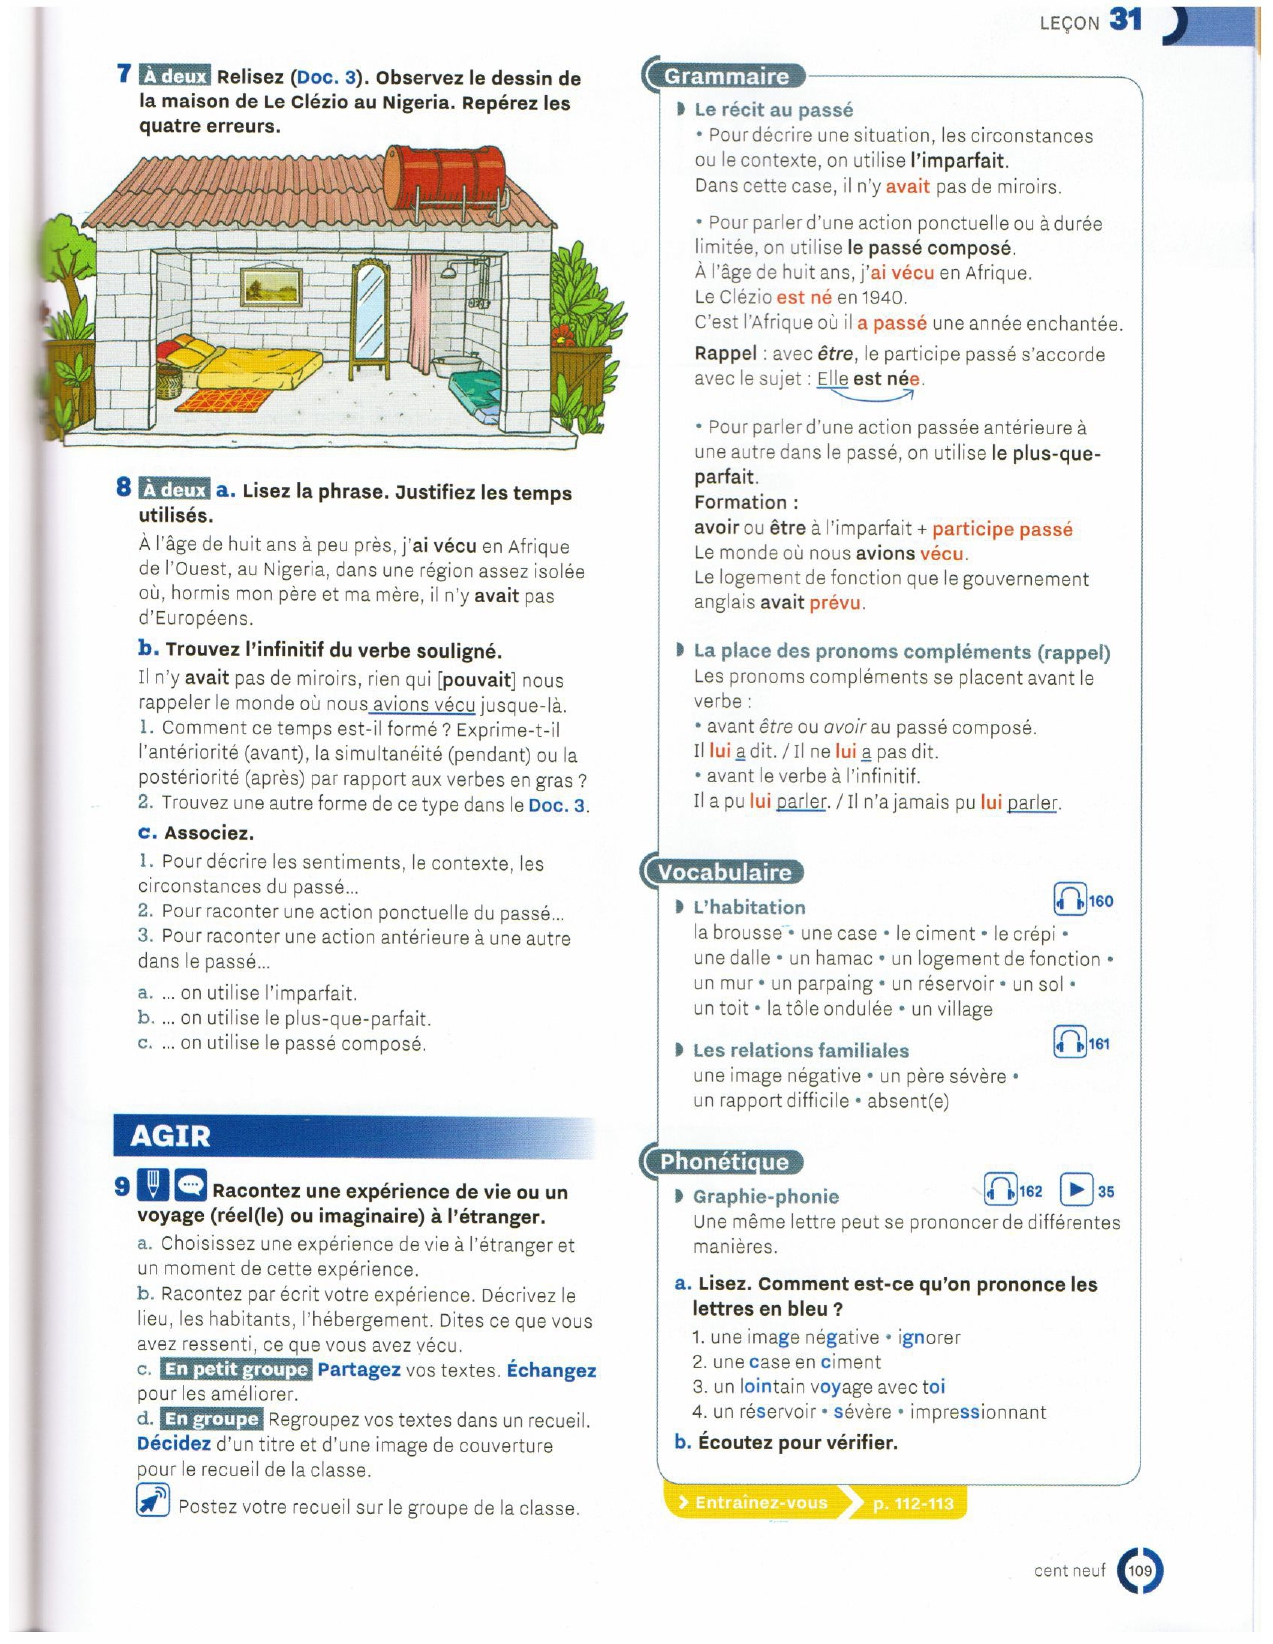 LEÇON 31
7 À deux Relisez (Doc. 3). Observez le dessin de
la maison de Le Clézio au Nigeria. Repérez les
quatre erreurs.
8 À deux a. Lisez la phrase. Justifiez les temps
utilisés.
À l'âge de huit ans à peu près, j'ai vécu en Afrique
de l'Ouest, au Nigeria, dans une région assez isolée
où, hormis mon père et ma mère, il n'y avait pas
d'Européens.
b. Trouvez l'infinitif du verbe souligné.
Il n'y avait pas de miroirs, rien qui [pouvait] nous
rappeler le monde où nous avions vécu jusque-là.
1. Comment ce temps est-il formé ? Exprime-t-il
l'antériorité (avant), la simultanéité (pendant) ou la
postériorité (après) par rapport aux verbes en gras ?
2. Trouvez une autre forme de ce type dans le Doc. 3.
c. Associez.
1. Pour décrire les sentiments, le contexte, les
circonstances du passé...
2. Pour raconter une action ponctuelle du passé...
3. Pour raconter une action antérieure à une autre
dans le passé...
a. ... on utilise l'imparfait.
b. ... on utilise le plus-que-parfait.
c. ... on utilise le passé composé.
AGIR
9 Racontez une expérience de vie ou un
voyage (réel(le) ou imaginaire) à l'étranger.
a. Choisissez une expérience de vie à l'étranger et
un moment de cette expérience.
b. Racontez par écrit votre expérience. Décrivez le
lieu, les habitants, l'hébergement. Dites ce que vous
avez ressenti, ce que vous avez vécu.
c. En petit groupe Partagez vos textes. Échangez
pour les améliorer.
d. En groupe Regroupez vos textes dans un recueil.
Décidez d'un titre et d'une image de couverture
pour le recueil de la classe.
Postez votre recueil sur le groupe de la classe.
Grammaire
Le récit au passé
• Pour décrire une situation, les circonstances
ou le contexte, on utilise l'imparfait.
Dans cette case, il n'y avait pas de miroirs.
• Pour parler d'une action ponctuelle ou à durée
limitée, on utilise le passé composé.
À l'âge de huit ans, j'ai vécu en Afrique.
Le Clézio est né en 1940.
C'est l'Afrique où il a passé une année enchantée.
Rappel : avec être, le participe passé s'accorde
avec le sujet : Elle est née.
• Pour parler d'une action passée antérieure à
une autre dans le passé, on utilise le plus-que-
parfait.
Formation :
avoir ou être à l'imparfait + participe passé
Le monde où nous avions vécu.
Le logement de fonction que le gouvernement
anglais avait prévu.
La place des pronoms compléments (rappel)
Les pronoms compléments se placent avant le
verbe :
• avant être ou avoir au passé composé.
Il lui a dit. / Il ne lui a pas dit.
• avant le verbe à l'infinitif.
Il a pu lui parler. / Il n'a jamais pu lui parler.
Vocabulaire
L'habitation 160
la brousse • une case • le ciment • le crépi •
une dalle • un hamac • un logement de fonction •
un mur • un parpaing • un réservoir • un sol •
un toit • la tôle ondulée • un village
Les relations familiales 161
une image négative • un père sévère •
un rapport difficile • absent(e)
Phonétique
Graphie-phonie 162 35
Une même lettre peut se prononcer de différentes
manières.
a. Lisez. Comment est-ce qu'on prononce les
lettres en bleu ?
1. une image négative • ignorer
2. une case en ciment
3. un lointain voyage avec toi
4. un réservoir • sévère • impressionnant
b. Écoutez pour vérifier.
> Entraînez-vous > p. 112-113
cent neuf 109